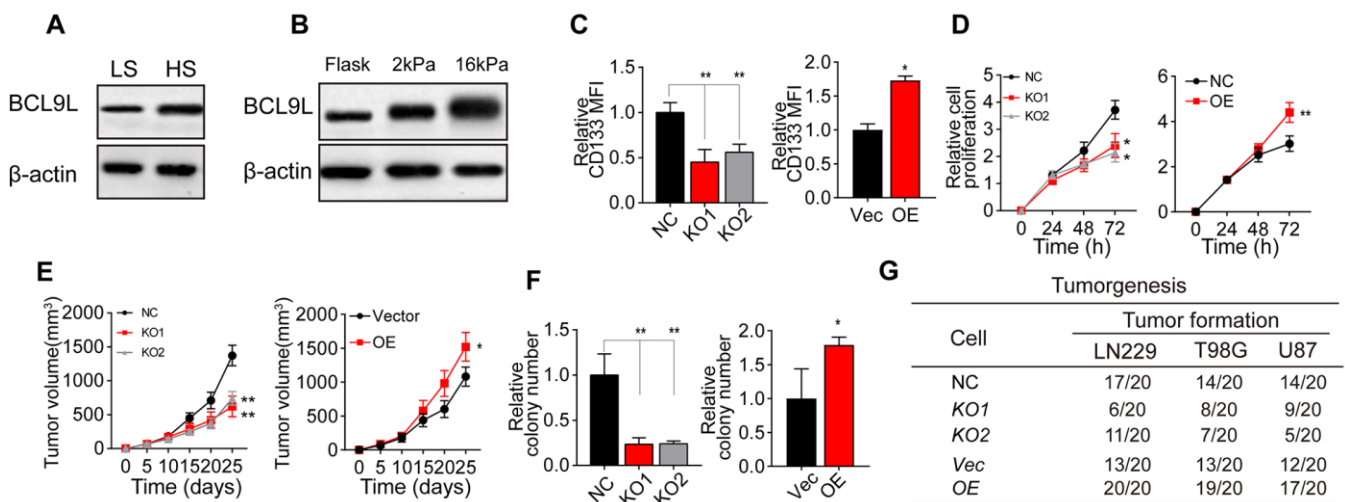 A
LS HS
BCL9L
β-actin
B
Flask 2kPa 16kPa
BCL9L
β-actin
C
Relative
CD133 MFI
1.5
1.0
0.5
0.0
** **
NC KO1 KO2
Relative
CD133 MFI
2.0
1.5
1.0
0.5
0.0
*
Vec OE
D
Relative cell
proliferation
5
4
3
2
1
0
NC
KO1
KO2
*
*
0 24 48 72
Time (h)
6
4
2
0
NC
OE
**
0 24 48 72
Time (h)
E
Tumor volume(mm³)
2000
1500
1000
500
0
NC
KO1
KO2
**
**
0 5 10 15 20 25
Time (days)
Tumor volume(mm³)
2000
1500
1000
500
0
Vector
OE
*
0 5 10 15 20 25
Time (days)
F
Relative
colony number
1.5
1.0
0.5
0.0
** **
NC KO1 KO2
Relative
colony number
2.0
1.5
1.0
0.5
0.0
*
Vec OE
G
Tumorgenesis
Cell Tumor formation
LN229 T98G U87
NC 17/20 14/20 14/20
KO1 6/20 8/20 9/20
KO2 11/20 7/20 5/20
Vec 13/20 13/20 12/20
OE 20/20 19/20 17/20